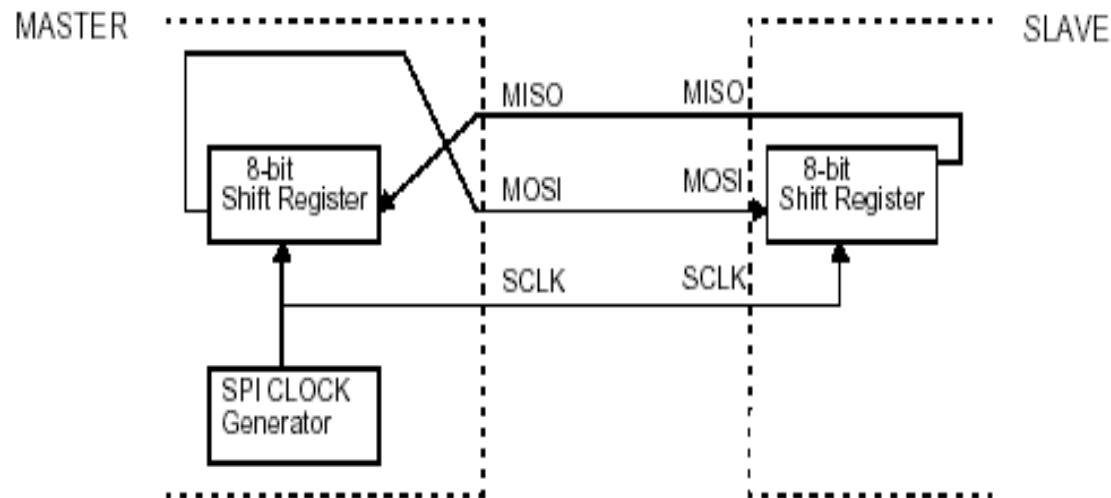 MASTER
SLAVE
MISO
MISO
8-bit
Shift Register
MOSI
MOSI
8-bit
Shift Register
SCLK
SCLK
SPI CLOCK
Generator